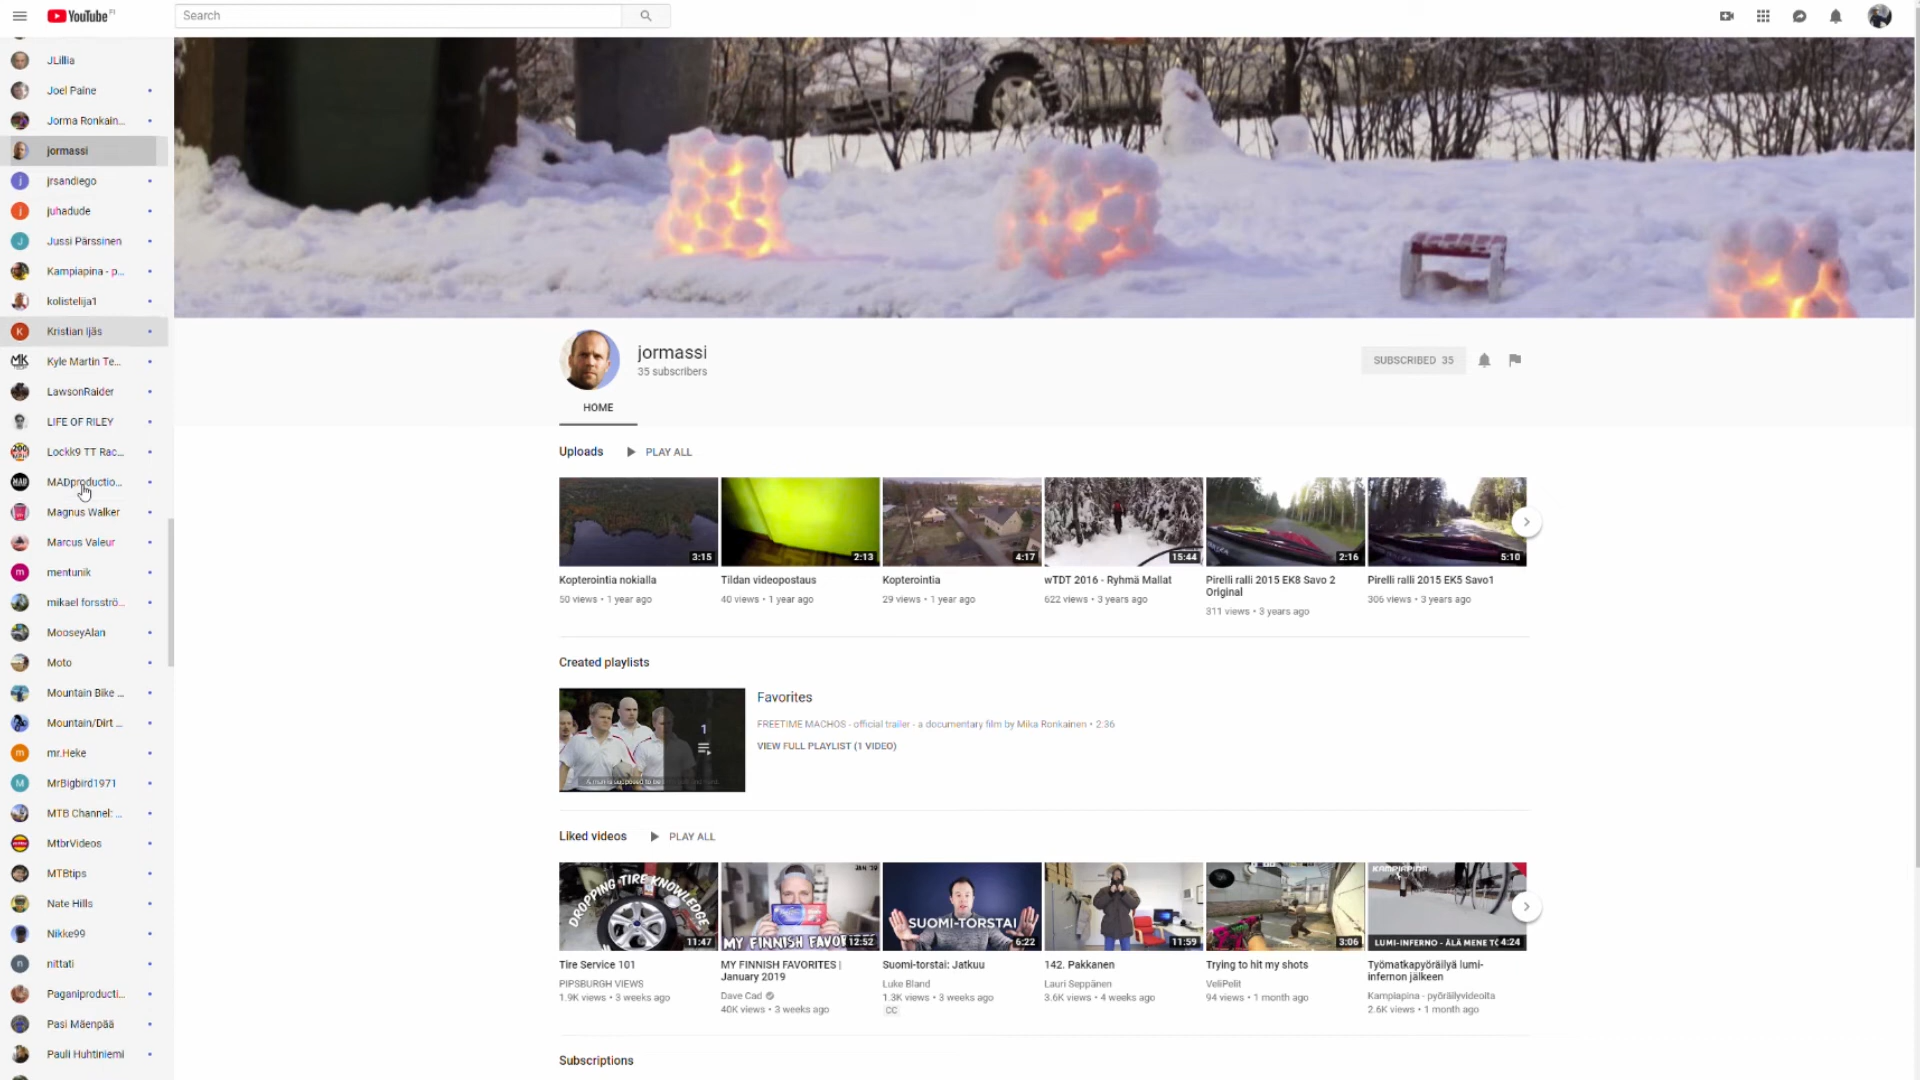 YouTube FI
Search
JLillia
Joel Paine
Jorma Ronkain...
jormassi
jrsandiego
juhadude
Jussi Pärssinen
Kampiapina - p...
kolistelija1
Kristian Ijäs
Kyle Martin Te...
LawsonRaider
LIFE OF RILEY
Lockk9 TT Rac...
MADproductio...
Magnus Walker
Marcus Valeur
mentunik
mikael forsströ...
MooseyAlan
Moto
Mountain Bike ...
Mountain/Dirt ...
mr.Heke
MrBigbird1971
MTB Channel: ...
MtbrVideos
MTBtips
Nate Hills
Nikke99
nittati
Paganiproducti...
Pasi Mäenpää
Pauli Huhtiniemi
jormassi
35 subscribers
SUBSCRIBED 35
HOME
Uploads PLAY ALL
3:15 2:13 4:17 15:44 2:16 5:10
Kopterointia nokialla
50 views • 1 year ago
Tildan videopostaus
40 views • 1 year ago
Kopterointia
29 views • 1 year ago
wTDT 2016 - Ryhmä Mallat
622 views • 3 years ago
Pirelli ralli 2015 EK8 Savo 2
Original
311 views • 3 years ago
Pirelli ralli 2015 EK5 Savo1
306 views • 3 years ago
Created playlists
1
Favorites
FREETIME MACHOS - official trailer - a documentary film by Mika Ronkainen • 2:36
VIEW FULL PLAYLIST (1 VIDEO)
Liked videos PLAY ALL
DROPPING TIRE KNOWLEDGE
11:47
Tire Service 101
PIPSBURGH VIEWS
1.9K views • 3 weeks ago
JAN '19
MY FINNISH FAVO
12:52
MY FINNISH FAVORITES |
January 2019
Dave Cad
40K views • 3 weeks ago
SUOMI-TORSTAI
6:22
Suomi-torstai: Jatkuu
Luke Bland
1.3K views • 3 weeks ago
CC
11:59
142. Pakkanen
Lauri Seppänen
3.6K views • 4 weeks ago
3:06
Trying to hit my shots
VeliPelit
94 views • 1 month ago
KAMPIAPINA
LUMI-INFERNO - ÄLÄ MENE TÖ
4:24
Työmatkapyöräilyä lumi-
infernon jälkeen
Kampiapina - pyöräilyvideoita
2.6K views • 1 month ago
Subscriptions